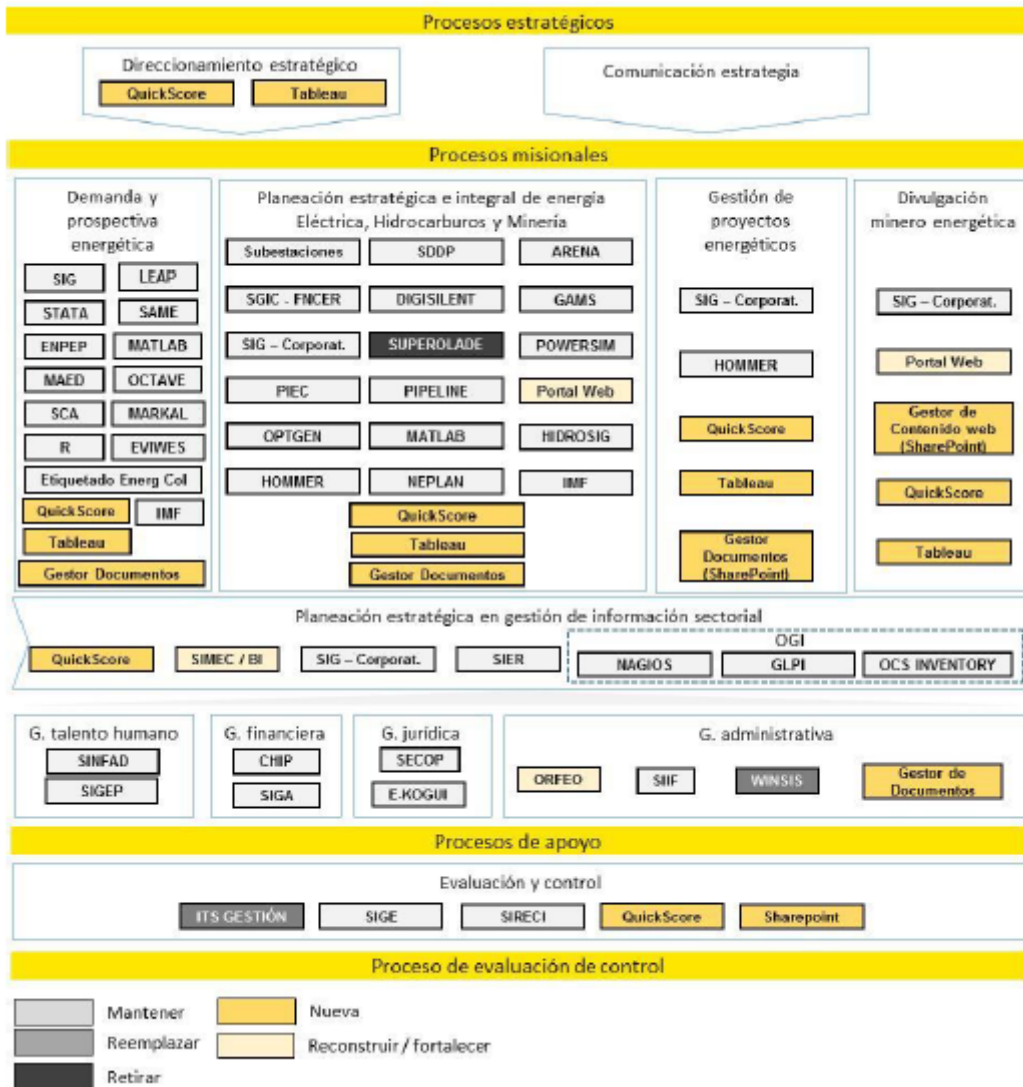 Procesos estratégicos
Direccionamiento estratégico
QuickScore
Tableau
Comunicación estrategia
Procesos misionales
Demanda y
prospectiva
energética
SIG
LEAP
STATA
SAME
ENPEP
MATLAB
MAED
OCTAVE
SCA
MARKAL
R
EVIWES
Etiquetado Energ Col
QuickScore
IMF
Tableau
Gestor Documentos
Planeación estratégica e integral de energía
Eléctrica, Hidrocarburos y Minería
Subestaciones
SDDP
ARENA
SGIC - FNCER
DIGISILENT
GAMS
SIG – Corporat.
SUPEROLADE
POWERSIM
PIEC
PIPELINE
Portal Web
OPTGEN
MATLAB
HIDROSIG
HOMMER
NEPLAN
IMF
QuickScore
Tableau
Gestor Documentos
Gestión de
proyectos
energéticos
SIG – Corporat.
HOMMER
QuickScore
Tableau
Gestor
Documentos
(SharePoint)
Divulgación
minero energética
SIG – Corporat.
Portal Web
Gestor de
Contenido web
(SharePoint)
QuickScore
Tableau
Planeación estratégica en gestión de información sectorial
QuickScore
SIMEC / BI
SIG – Corporat.
SIER
OGI
NAGIOS
GLPI
OCS INVENTORY
G. talento humano
SINFAD
SIGEP
G. financiera
CHIP
SIGA
G. jurídica
SECOP
E-KOGUI
G. administrativa
ORFEO
SIIF
WINSIS
Gestor de
Documentos
Procesos de apoyo
Evaluación y control
ITS GESTIÓN
SIGE
SIRECI
QuickScore
Sharepoint
Proceso de evaluación de control
Mantener
Nueva
Reemplazar
Reconstruir / fortalecer
Retirar